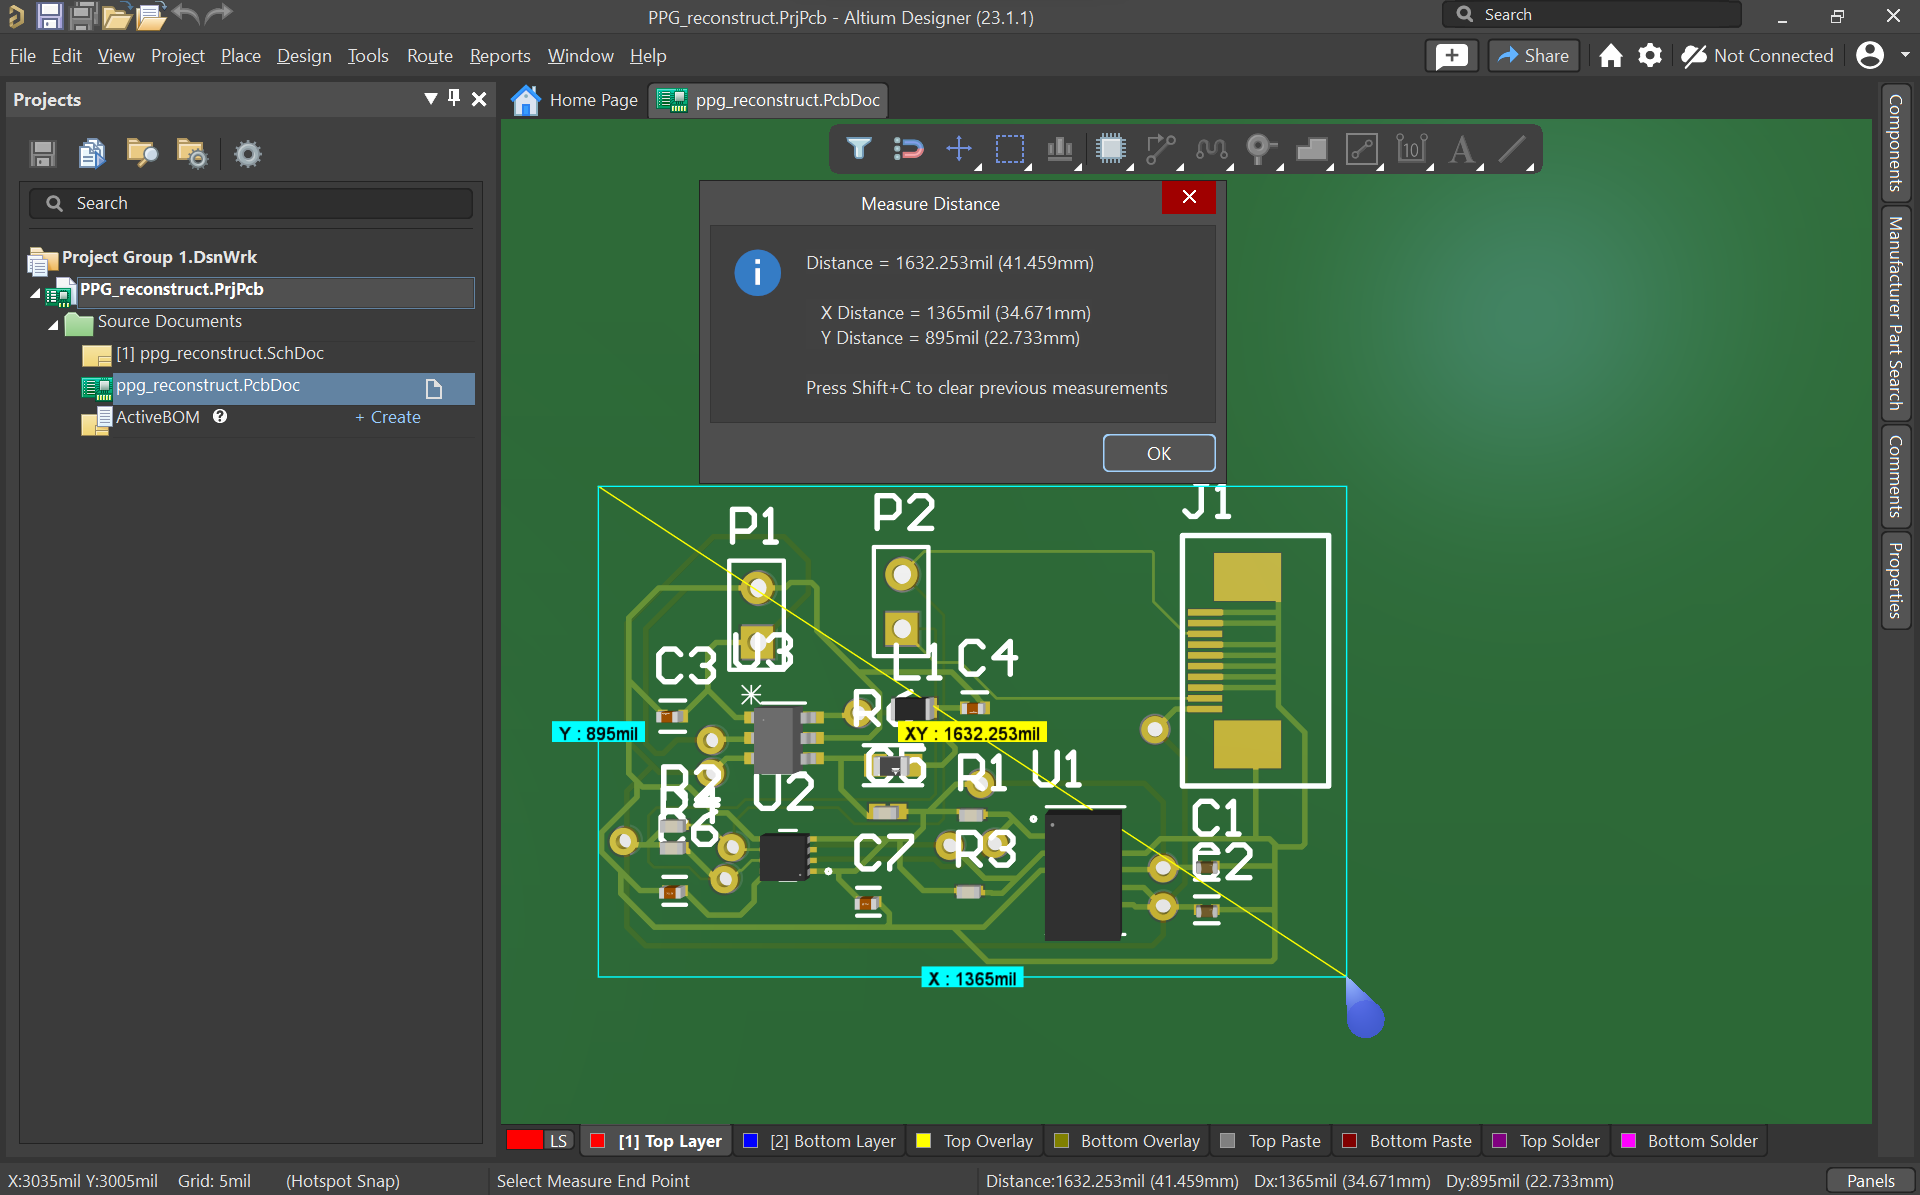 PPG_reconstruct.PrjPcb - Altium Designer (23.1.1)
Search
File Edit View Project Place Design Tools Route Reports Window Help
Share
Not Connected
Projects
Home Page
ppg_reconstruct.PcbDoc
Search
Project Group 1.DsnWrk
PPG_reconstruct.PrjPcb
Source Documents
[1] ppg_reconstruct.SchDoc
ppg_reconstruct.PcbDoc
ActiveBOM
+ Create
10
A
Measure Distance
Distance = 1632.253mil (41.459mm)
X Distance = 1365mil (34.671mm)
Y Distance = 895mil (22.733mm)
Press Shift+C to clear previous measurements
OK
P1
P2
J1
C3
U3
L1
C4
Y : 895mil
XY : 1632.253mil
C5
R1
U1
R2
R4
U2
C6
C7
R3
C1
C2
X : 1365mil
Components
Manufacturer Part Search
Comments
Properties
LS
[1] Top Layer
[2] Bottom Layer
Top Overlay
Bottom Overlay
Top Paste
Bottom Paste
Top Solder
Bottom Solder
X:3035mil Y:3005mil Grid: 5mil (Hotspot Snap)
Select Measure End Point
Distance:1632.253mil (41.459mm) Dx:1365mil (34.671mm) Dy:895mil (22.733mm)
Panels